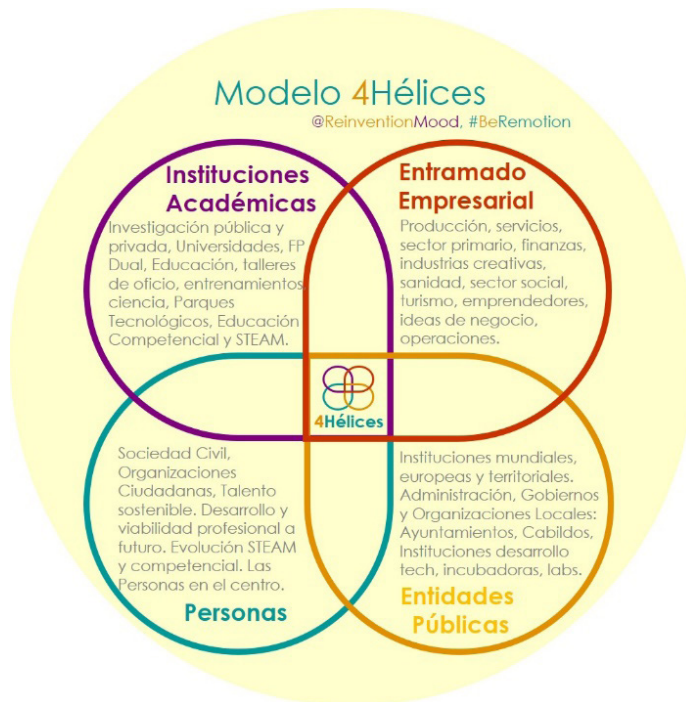 Modelo 4Hélices
@ReinventionMood, #BeRemotion
Instituciones
Académicas
Investigación pública y
privada, Universidades, FP
Dual, Educación, talleres
de oficio, entrenamientos
ciencia, Parques
Tecnológicos, Educación
Competencial y STEAM.
Entramado
Empresarial
Producción, servicios,
sector primario, finanzas,
industrias creativas,
sanidad, sector social,
turismo, emprendedores,
ideas de negocio,
operaciones.
4Hélices
Sociedad Civil,
Organizaciones
Ciudadanas, Talento
sostenible. Desarrollo y
viabilidad profesional a
futuro. Evolución STEAM
y competencial. Las
Personas en el centro.
Personas
Instituciones mundiales,
europeas y territoriales.
Administración, Gobiernos
y Organizaciones Locales:
Ayuntamientos, Cabildos,
Instituciones desarrollo
tech, incubadoras, labs.
Entidades
Públicas